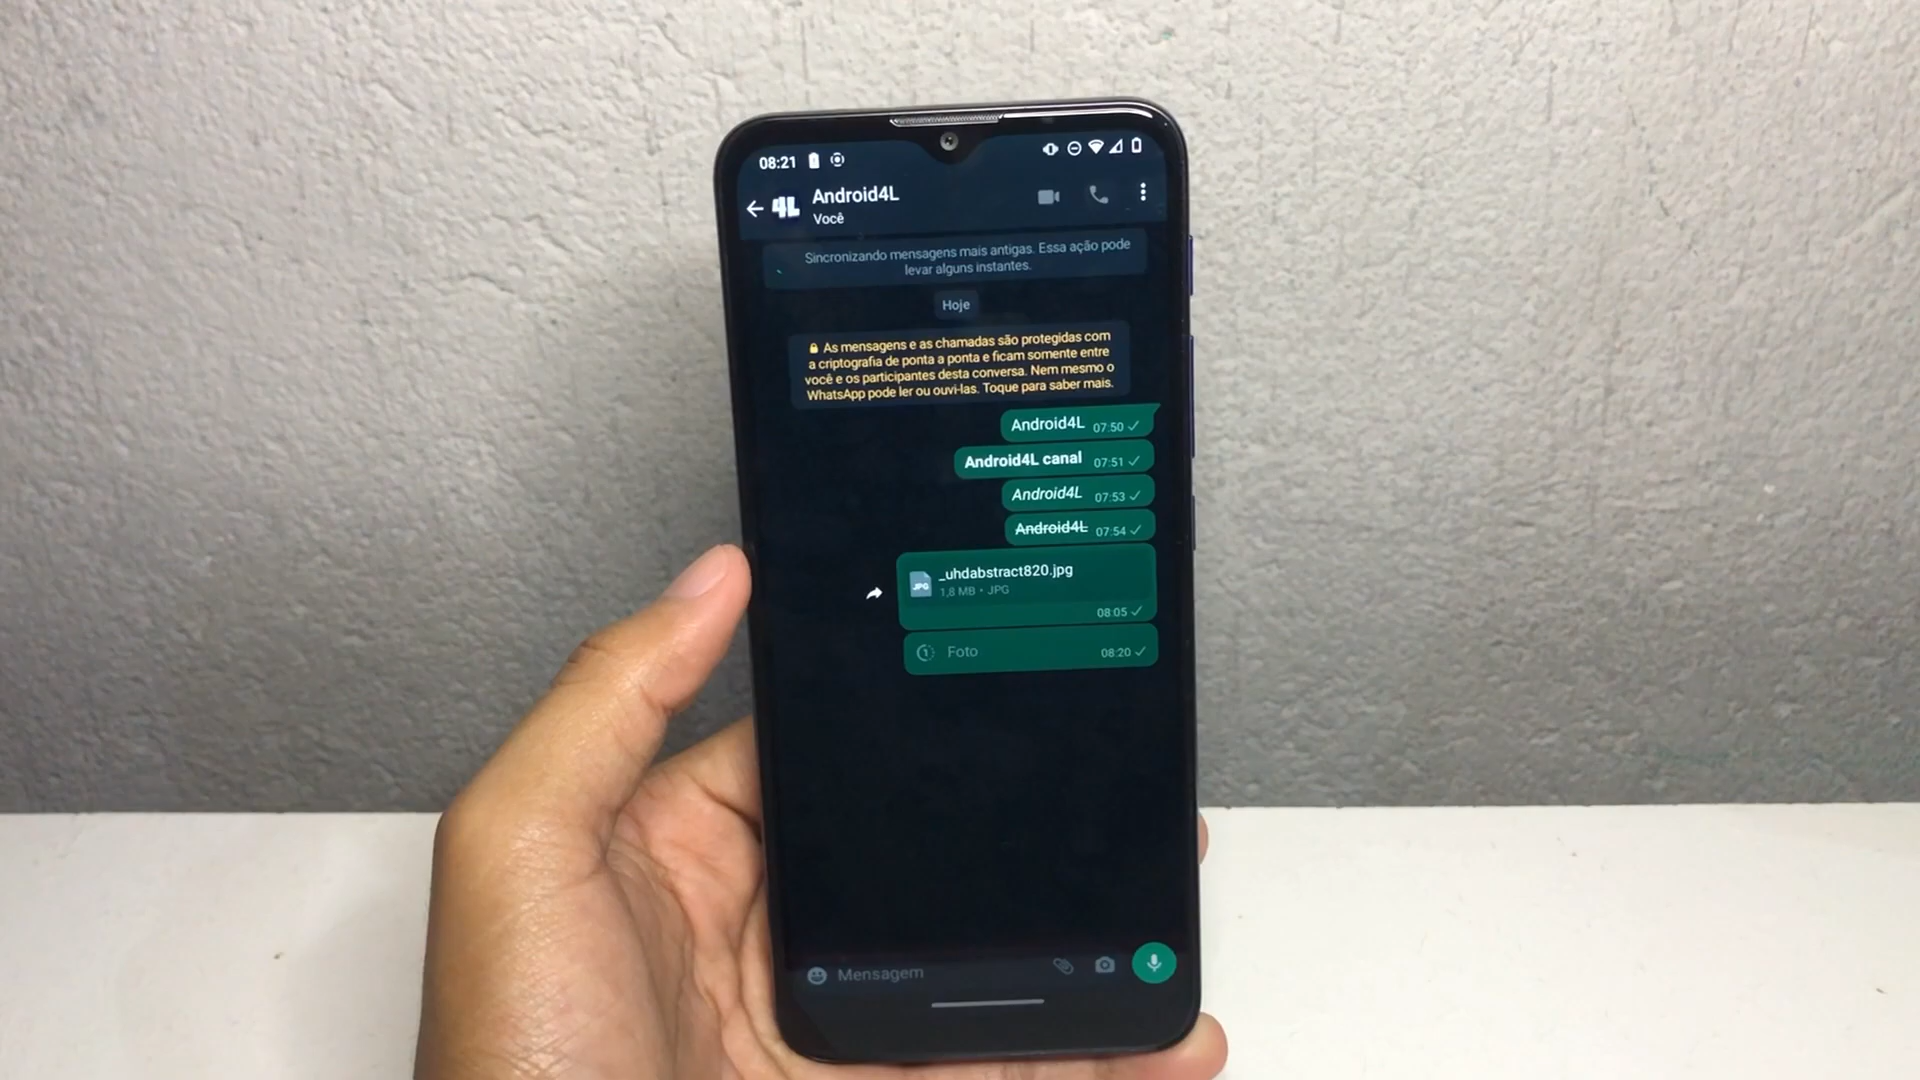 08:21
4L Android4L
Você
Sincronizando mensagens mais antigas. Essa ação pode
levar alguns instantes.
Hoje
As mensagens e as chamadas são protegidas com
a criptografia de ponta a ponta e ficam somente entre
você e os participantes desta conversa. Nem mesmo o
WhatsApp pode ler ou ouvi-las. Toque para saber mais.
Android4L 07:50
Android4L canal 07:51
Android4L 07:53
Android4L 07:54
JPG _uhdabstract820.jpg
1,8 MB • JPG
08:05
1 Foto 08:20
Mensagem